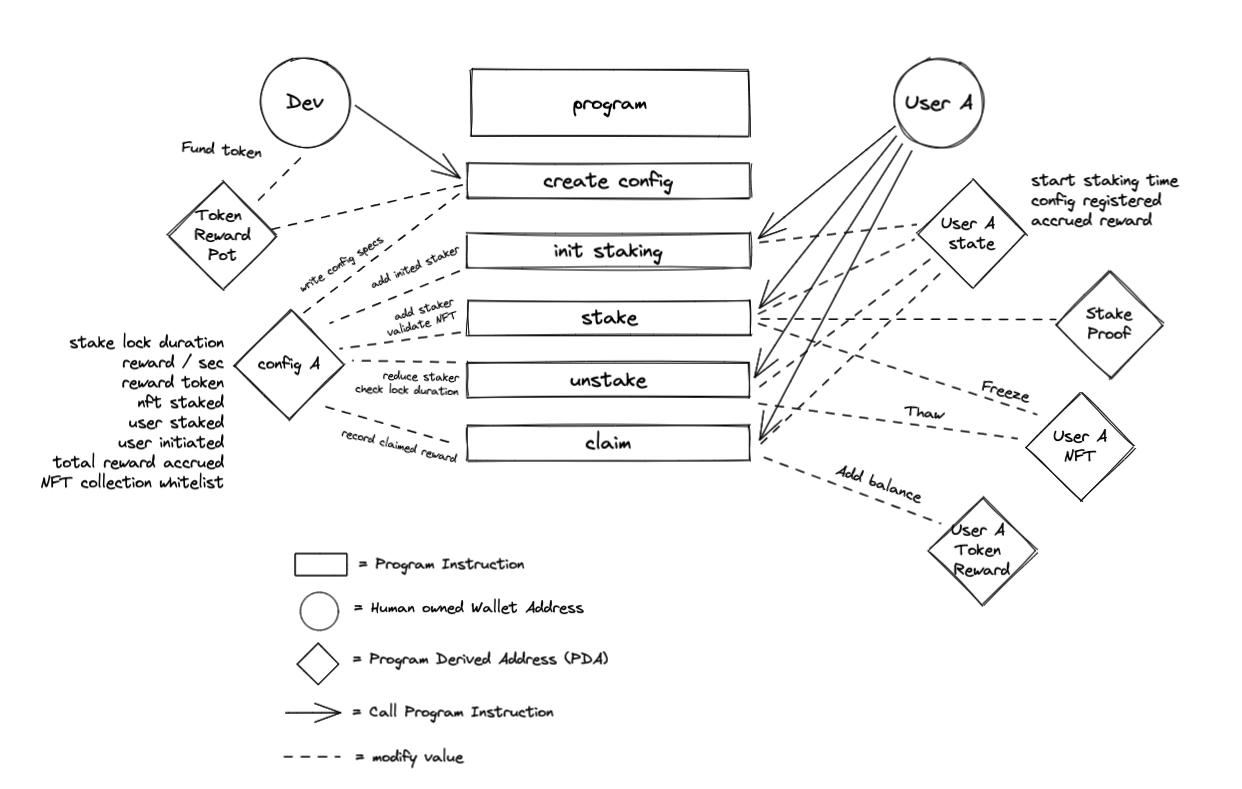 Dev
program
User A
Fund token
create config
Token
Reward
Pot
start staking time
config registered
accrued reward
User A
state
write config specs
add inited staker
init staking
add staker
validate NFT
stake
Stake
Proof
config A
stake lock duration
reward / sec
reward token
nft staked
user staked
user initiated
total reward accrued
NFT collection whitelist
reduce staker
check lock duration
unstake
Freeze
Thaw
User A
NFT
record claimed reward
claim
Add balance
User A
Token
Reward
= Program Instruction
= Human owned Wallet Address
= Program Derived Address (PDA)
= Call Program Instruction
= modify value